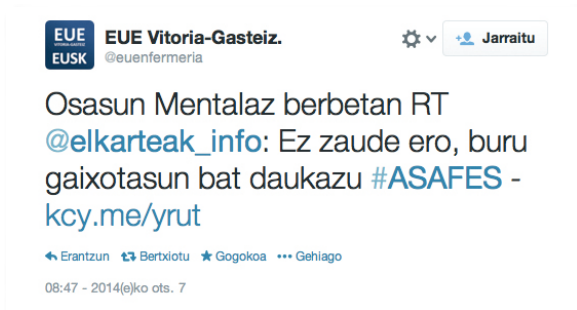 EUE
VITORIA-GASTEIZ
EUSK
EUE Vitoria-Gasteiz.
@euenfermeria
Jarraitu
Osasun Mentalaz berbetan RT
@elkarteak_info: Ez zaude ero, buru
gaixotasun bat daukazu #ASAFES -
kcy.me/yrut
Erantzun Bertxiotu Gogokoa Gehiago
08:47 - 2014(e)ko ots. 7